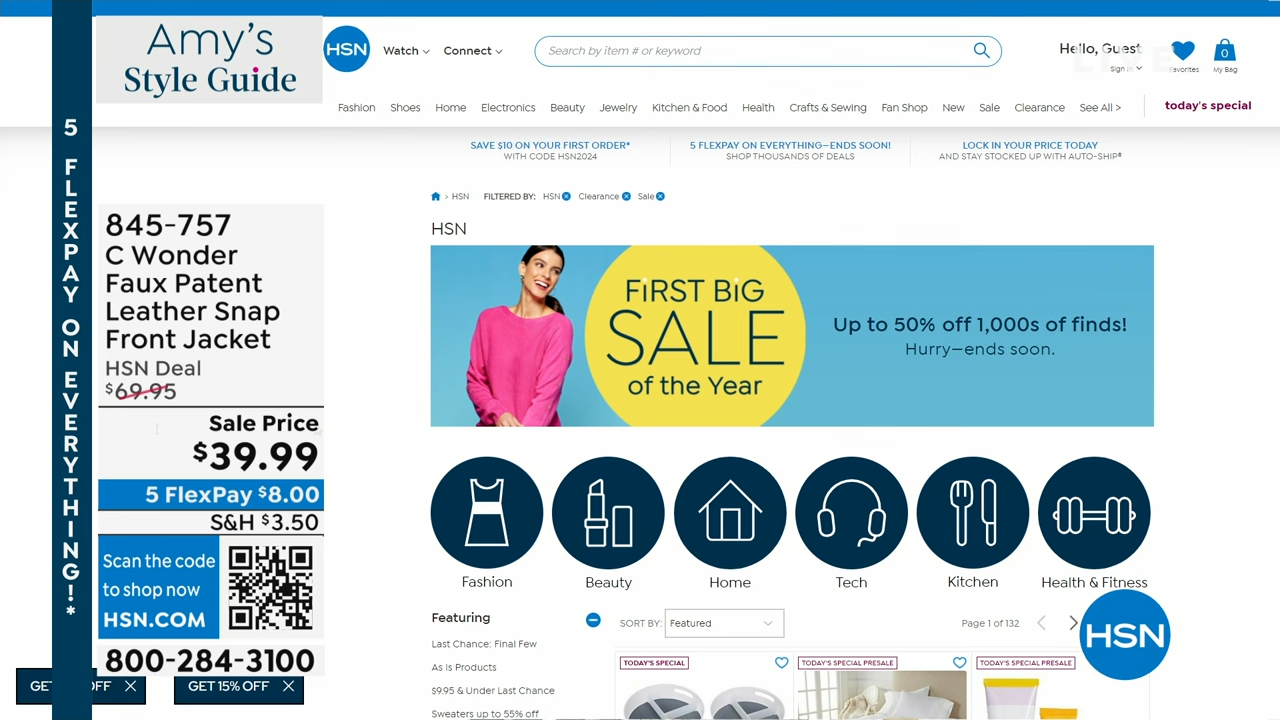 Amy's
Style Guide
HSN
Watch
Connect
Search by item # or keyword
Hello, Guest
Sign In
Favorites
0
My Bag
LIVE
Fashion
Shoes
Home
Electronics
Beauty
Jewelry
Kitchen & Food
Health
Crafts & Sewing
Fan Shop
New
Sale
Clearance
See All >
today's special
SAVE $10 ON YOUR FIRST ORDER*
WITH CODE HSN2024
5 FLEXPAY ON EVERYTHING—ENDS SOON!
SHOP THOUSANDS OF DEALS
LOCK IN YOUR PRICE TODAY
AND STAY STOCKED UP WITH AUTO-SHIP®
5 FLEXPAY ON EVERYTHING!*
845-757
C Wonder
Faux Patent
Leather Snap
Front Jacket
HSN Deal
$69.95
Sale Price
$39.99
5 FlexPay $8.00
S&H $3.50
Scan the code
to shop now
HSN.COM
800-284-3100
GET
OFF
GET 15% OFF
> HSN
FILTERED BY:
HSN
Clearance
Sale
HSN
FiRST BiG
SALE
of the Year
Up to 50% off 1,000s of finds!
Hurry—ends soon.
Fashion
Beauty
Home
Tech
Kitchen
Health & Fitness
Featuring
Last Chance: Final Few
As Is Products
$9.95 & Under Last Chance
Sweaters up to 55% off
SORT BY:
Featured
Page 1 of 132
HSN
TODAY'S SPECIAL
TODAY'S SPECIAL PRESALE
TODAY'S SPECIAL PRESALE